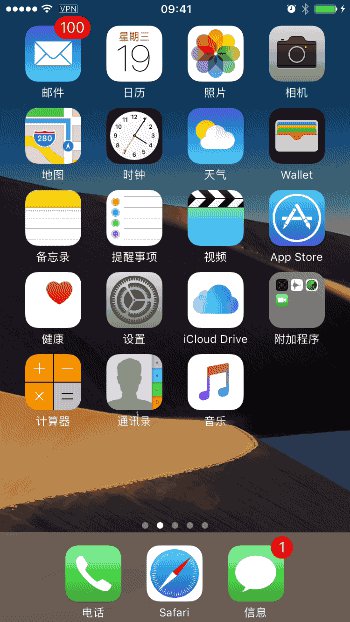 VPN 09:41
100 星期三
19
邮件 日历 照片 相机
280
地图 时钟 天气 Wallet
备忘录 提醒事项 视频 App Store
健康 设置 iCloud Drive 附加程序
计算器 通讯录 音乐
1
电话 Safari 信息